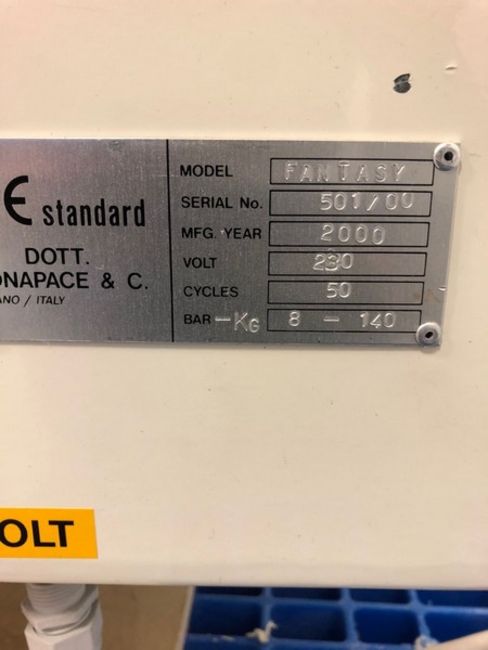 CE standard
DOTT.
ONAPACE & C.
ANO / ITALY
MODEL FANTASY
SERIAL No. 501/00
MFG. YEAR 2000
VOLT 230
CYCLES 50
BAR - KG 8 - 140
OLT